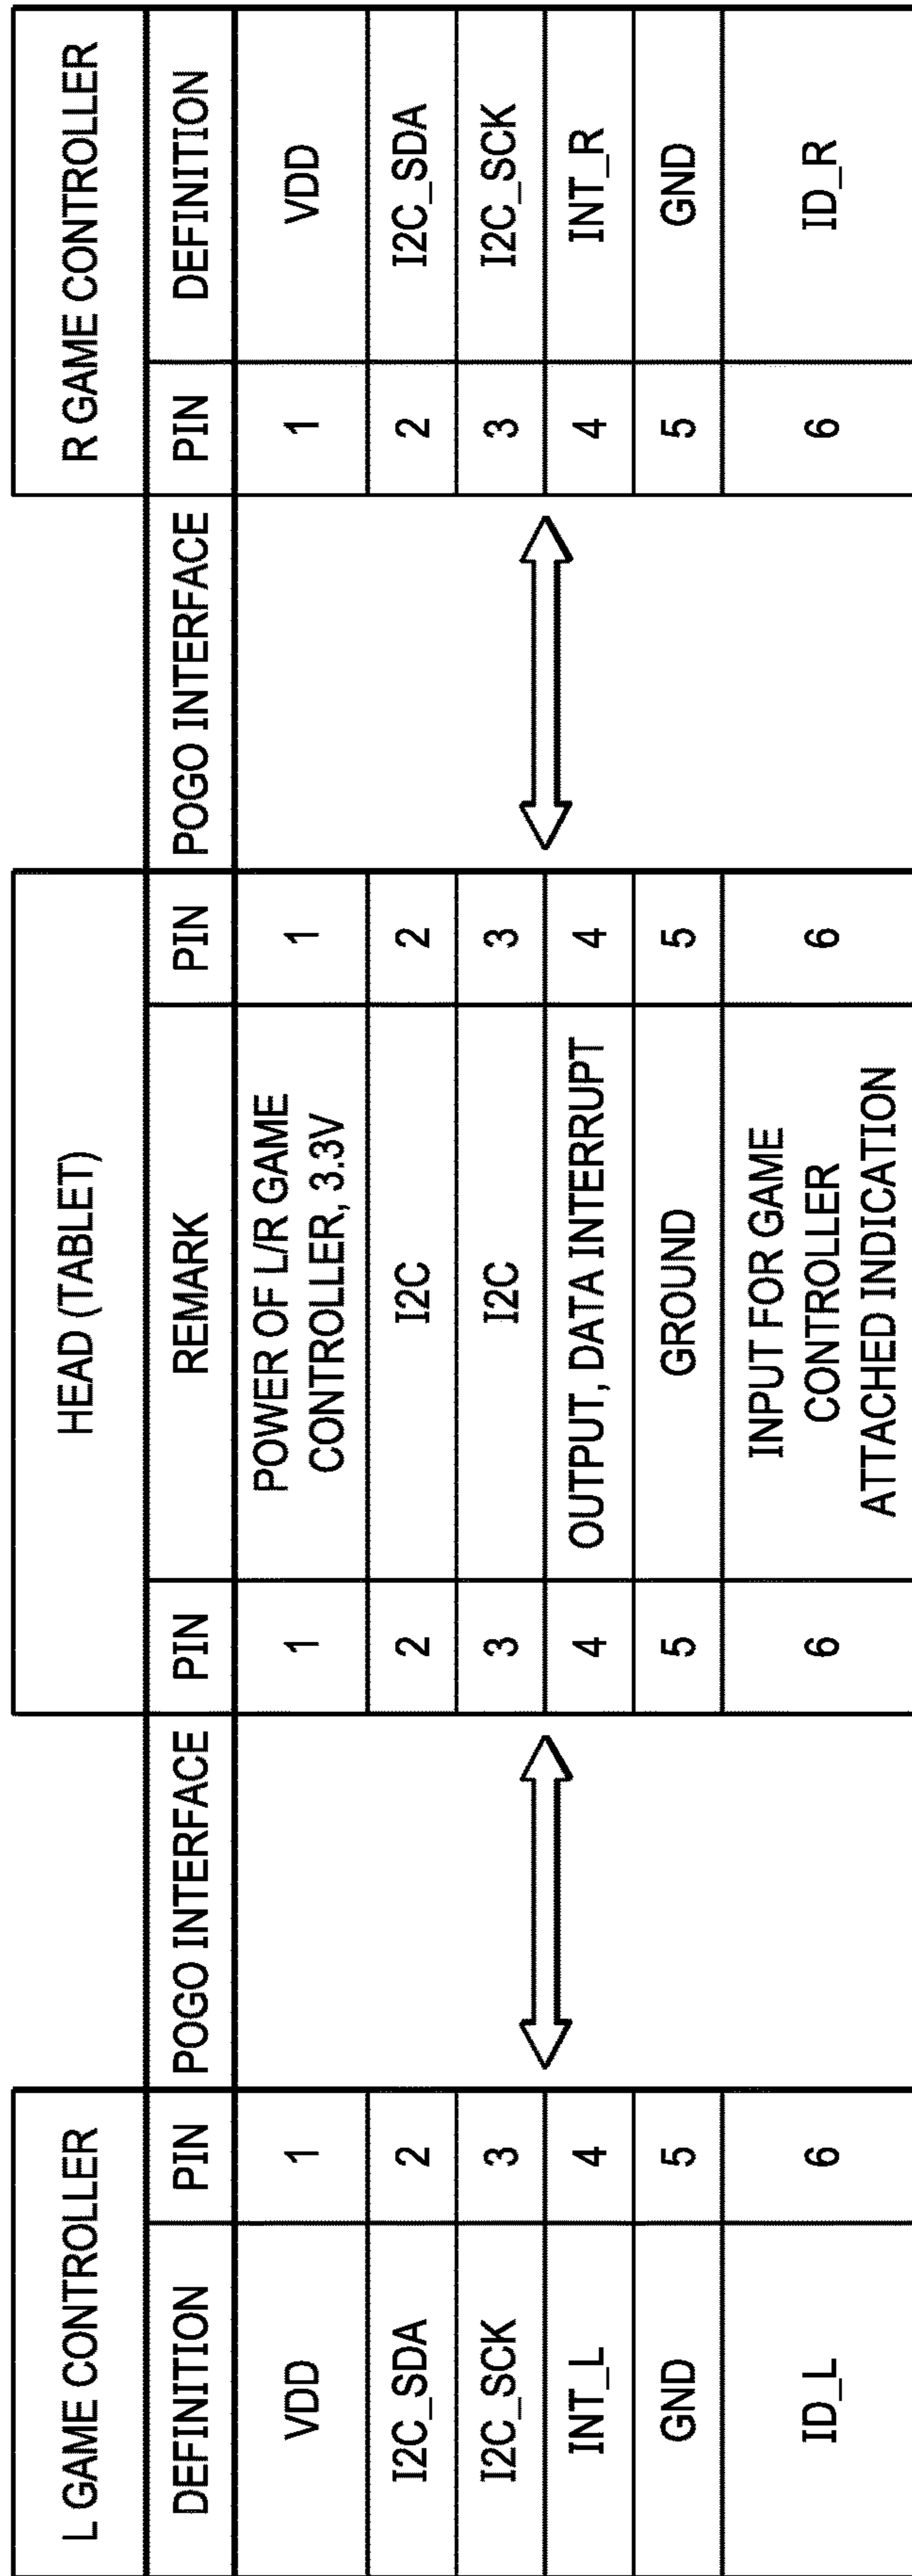 L GAME CONTROLLER HEAD (TABLET) R GAME CONTROLLER
DEFINITION PIN POGO INTERFACE PIN REMARK PIN POGO INTERFACE PIN DEFINITION
VDD 1 1 POWER OF L/R GAME 1 1 VDD
CONTROLLER, 3.3V
I2C_SDA 2 2 I2C 2 2 I2C_SDA
I2C_SCK 3 3 I2C 3 3 I2C_SCK
INT_L 4 4 OUTPUT, DATA INTERRUPT 4 4 INT_R
GND 5 5 GROUND 5 5 GND
ID_L 6 6 INPUT FOR GAME 6 6 ID_R
CONTROLLER
ATTACHED INDICATION